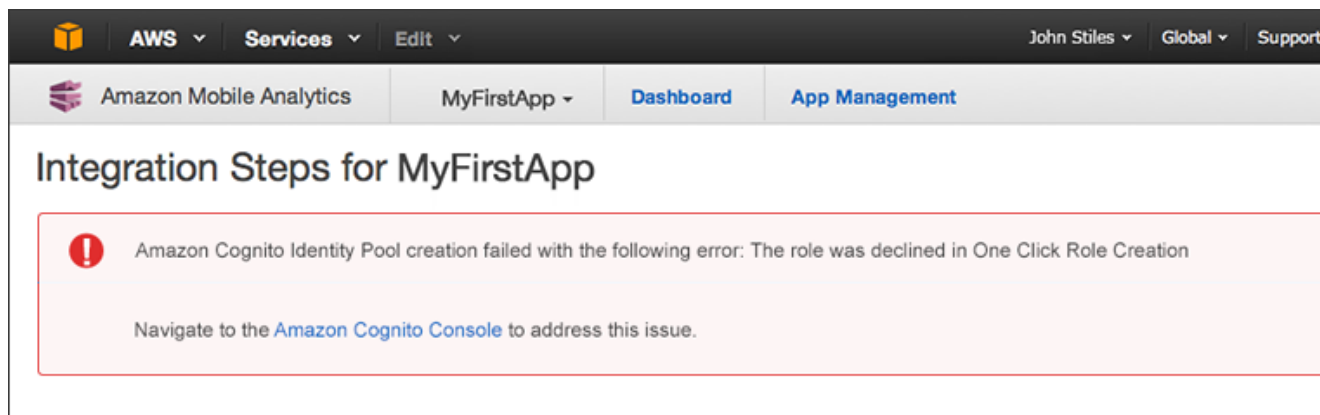 AWS Services Edit John Stiles Global Support
Amazon Mobile Analytics MyFirstApp Dashboard App Management
Integration Steps for MyFirstApp
Amazon Cognito Identity Pool creation failed with the following error: The role was declined in One Click Role Creation
Navigate to the Amazon Cognito Console to address this issue.